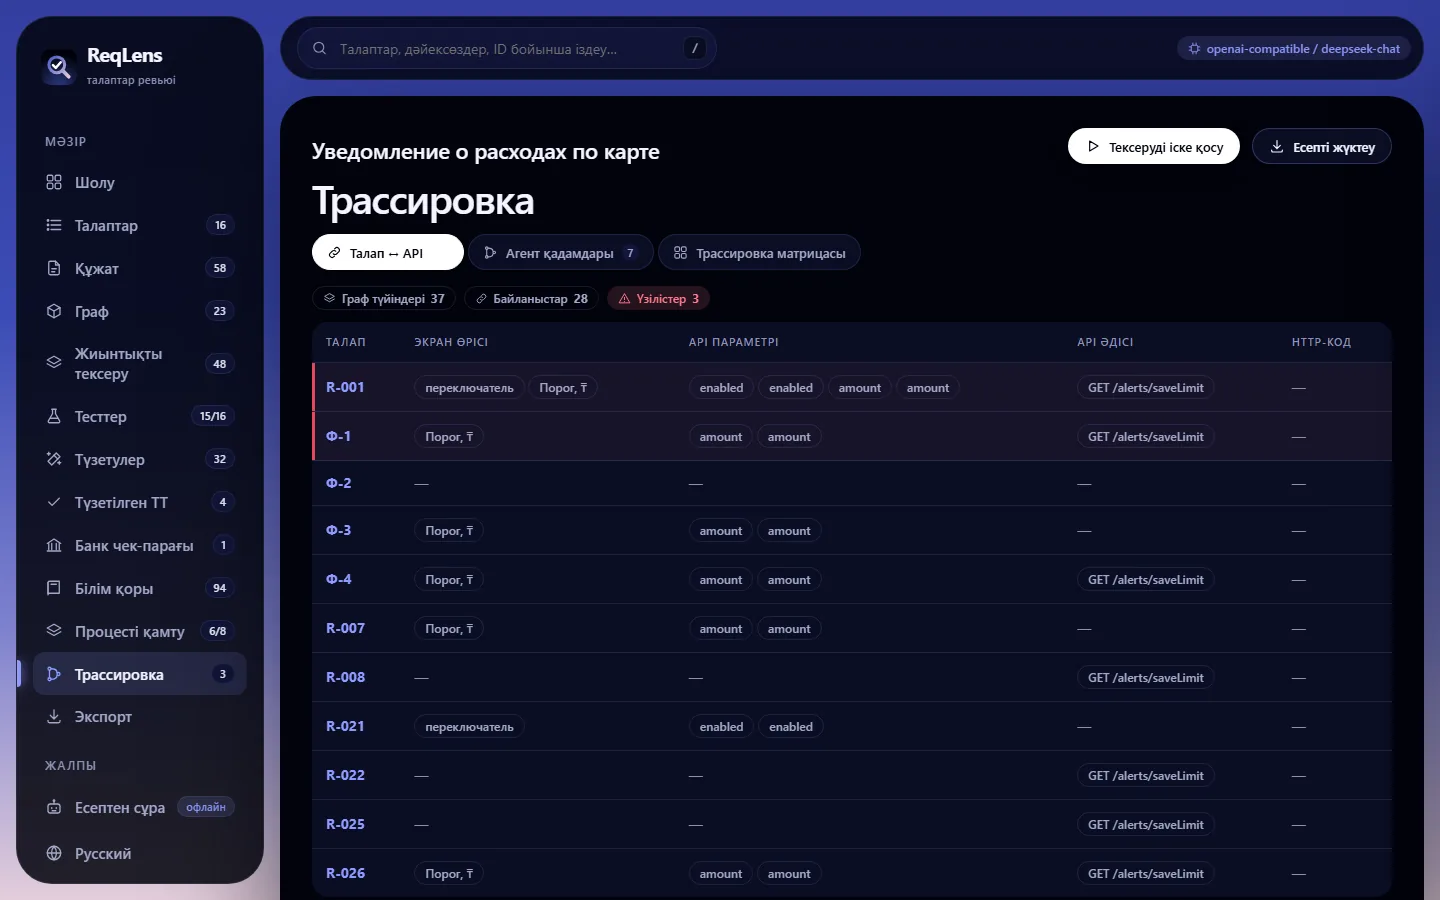 ReqLens
талаптар ревьюі
МӘЗІР
Шолу
Талаптар 16
Құжат 58
Граф 23
Жиынтықты
тексеру 48
Тесттер 15/16
Түзетулер 32
Түзетілген ТТ 4
Банк чек-парағы 1
Білім қоры 94
Процесті қамту 6/8
Трассировка 3
Экспорт
ЖАЛПЫ
Есептен сұра офлайн
Русский
Талаптар, дәйексөздер, ID бойынша іздеу... /
openai-compatible / deepseek-chat
Уведомление о расходах по карте
Тексеруді іске қосу
Есепті жүктеу
Трассировка
Талап ↔ API
Агент қадамдары 7
Трассировка матрицасы
Граф түйіндері 37
Байланыстар 28
Үзілістер 3
ТАЛАП ЭКРАН ӨРІСІ API ПАРАМЕТРІ API ӘДІСІ HTTP-КОД
R-001 переключатель Порог, ₸ enabled enabled amount amount GET /alerts/saveLimit —
Ф-1 Порог, ₸ amount amount GET /alerts/saveLimit —
Ф-2 — — — —
Ф-3 Порог, ₸ amount amount — —
Ф-4 Порог, ₸ amount amount GET /alerts/saveLimit —
R-007 Порог, ₸ amount amount — —
R-008 — — GET /alerts/saveLimit —
R-021 переключатель enabled enabled — —
R-022 — — GET /alerts/saveLimit —
R-025 — — GET /alerts/saveLimit —
R-026 Порог, ₸ amount amount GET /alerts/saveLimit —